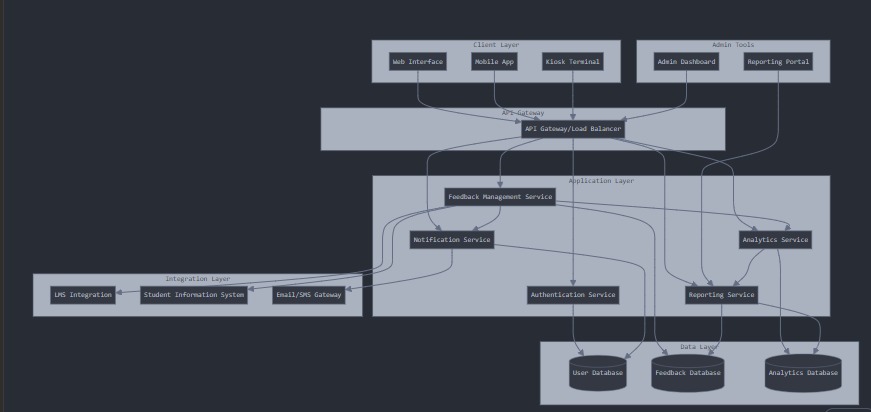 Client Layer
Admin Tools
Web Interface
Mobile App
Kiosk Terminal
Admin Dashboard
Reporting Portal
Api Gateway
API Gateway/Load Balancer
Application Layer
Feedback Management Service
Notification Service
Analytics Service
Integration Layer
LMS Integration
Student Information System
Email/SMS Gateway
Authentication Service
Reporting Service
Data Layer
User Database
Feedback Database
Analytics Database